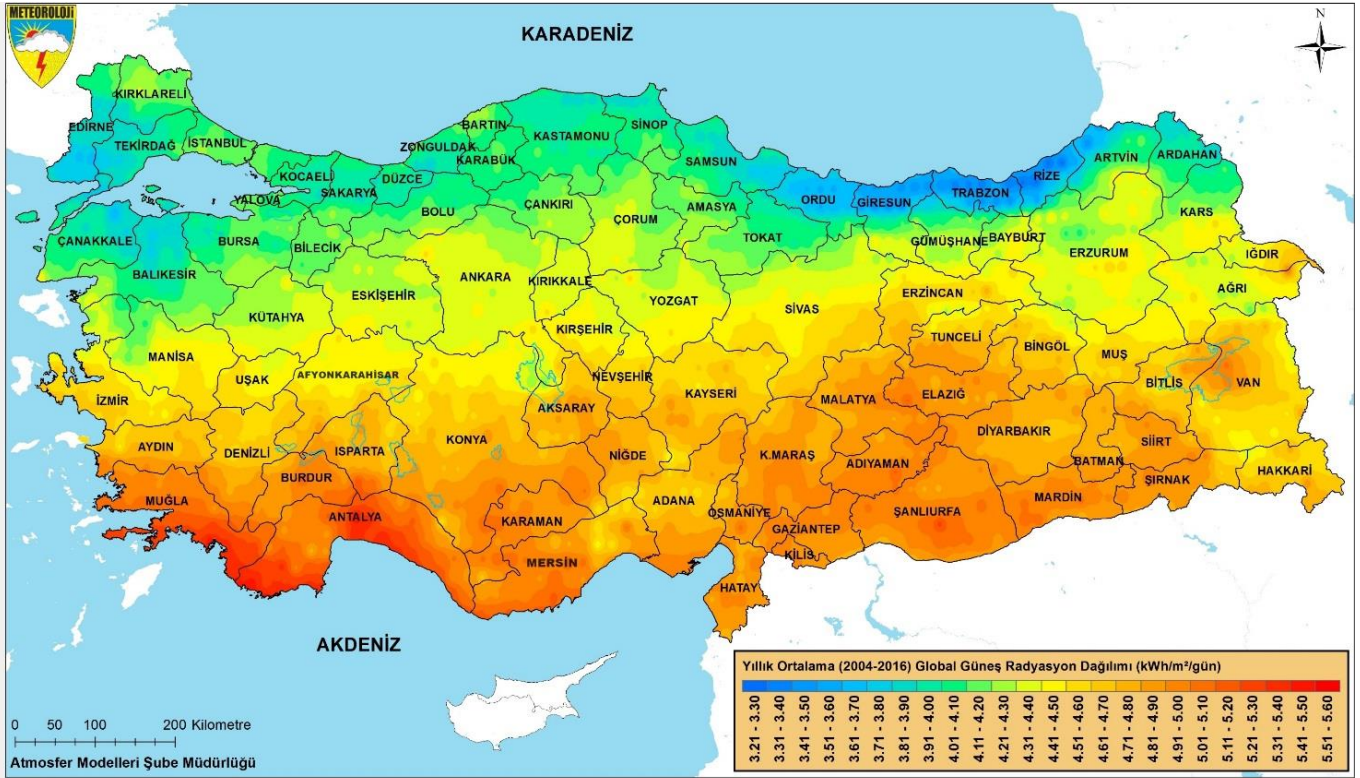 METEOROLOJİ
KARADENİZ
N
KIRKLARELİ
EDİRNE
TEKİRDAĞ
İSTANBUL
KOCAELİ
SAKARYA
YALOVA
DÜZCE
ZONGULDAK
BARTIN
KARABÜK
KASTAMONU
SİNOP
SAMSUN
ORDU
GİRESUN
TRABZON
RİZE
ARTVİN
ARDAHAN
ÇANAKKALE
BALIKESİR
BURSA
BİLECİK
BOLU
ÇANKIRI
ÇORUM
AMASYA
TOKAT
GÜMÜŞHANE
BAYBURT
ERZURUM
KARS
IĞDIR
AĞRI
KÜTAHYA
ESKİŞEHİR
ANKARA
KIRIKKALE
YOZGAT
SİVAS
ERZİNCAN
TUNCELİ
BİNGÖL
MUŞ
BİTLİS
VAN
MANİSA
UŞAK
AFYONKARAHİSAR
KIRŞEHİR
NEVŞEHİR
KAYSERİ
MALATYA
ELAZIĞ
İZMİR
AKSARAY
AYDIN
DENİZLİ
ISPARTA
KONYA
NİĞDE
K.MARAŞ
ADIYAMAN
DİYARBAKIR
BATMAN
SİİRT
ŞIRNAK
HAKKARİ
MUĞLA
BURDUR
ANTALYA
KARAMAN
MERSİN
ADANA
OSMANİYE
GAZİANTEP
KİLİS
ŞANLIURFA
MARDİN
HATAY
AKDENİZ
Yıllık Ortalama (2004-2016) Global Güneş Radyasyon Dağılımı (kWh/m²/gün)
3.21 - 3.30
3.31 - 3.40
3.41 - 3.50
3.51 - 3.60
3.61 - 3.70
3.71 - 3.80
3.81 - 3.90
3.91 - 4.00
4.01 - 4.10
4.11 - 4.20
4.21 - 4.30
4.31 - 4.40
4.41 - 4.50
4.51 - 4.60
4.61 - 4.70
4.71 - 4.80
4.81 - 4.90
4.91 - 5.00
5.01 - 5.10
5.11 - 5.20
5.21 - 5.30
5.31 - 5.40
5.41 - 5.50
5.51 - 5.60
0 50 100 200 Kilometre
Atmosfer Modelleri Şube Müdürlüğü